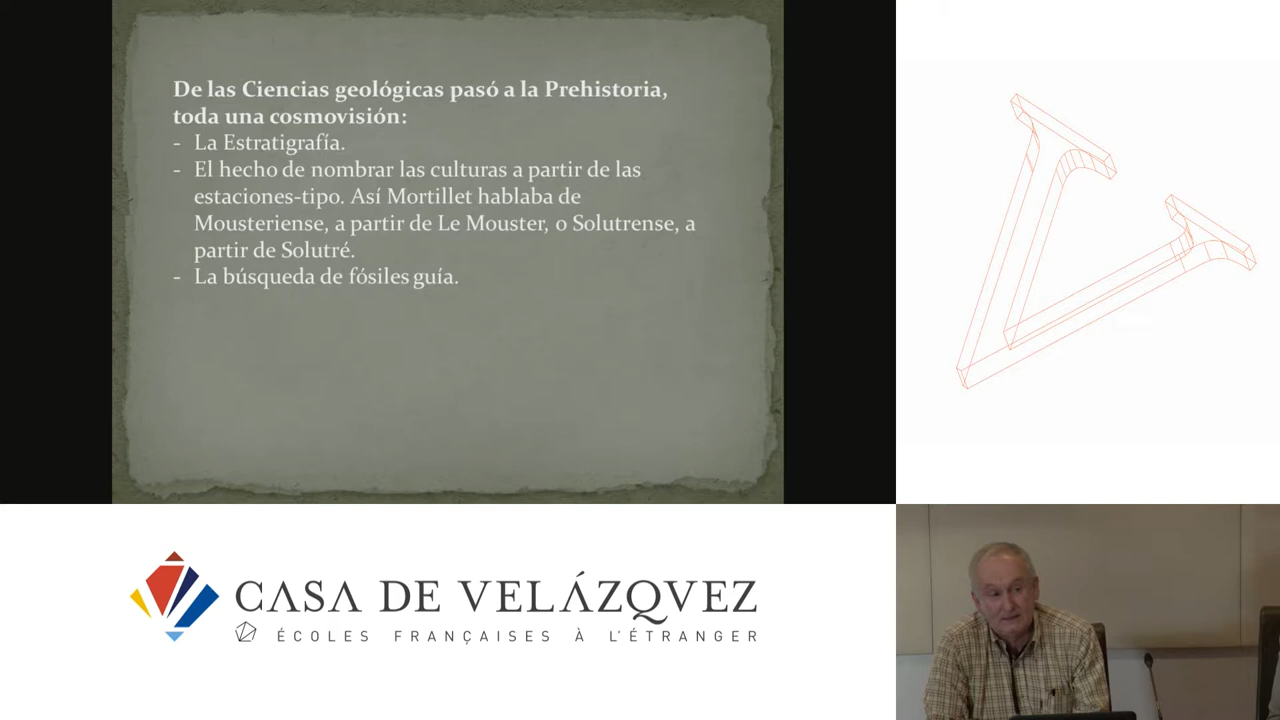 De las Ciencias geológicas pasó a la Prehistoria,
toda una cosmovisión:
- La Estratigrafía.
- El hecho de nombrar las culturas a partir de las
estaciones-tipo. Así Mortillet hablaba de
Mousteriense, a partir de Le Mouster, o Solutrense, a
partir de Solutré.
- La búsqueda de fósiles guía.
CASA DE VELÁZQVEZ
ÉCOLES FRANÇAISES À L'ÉTRANGER